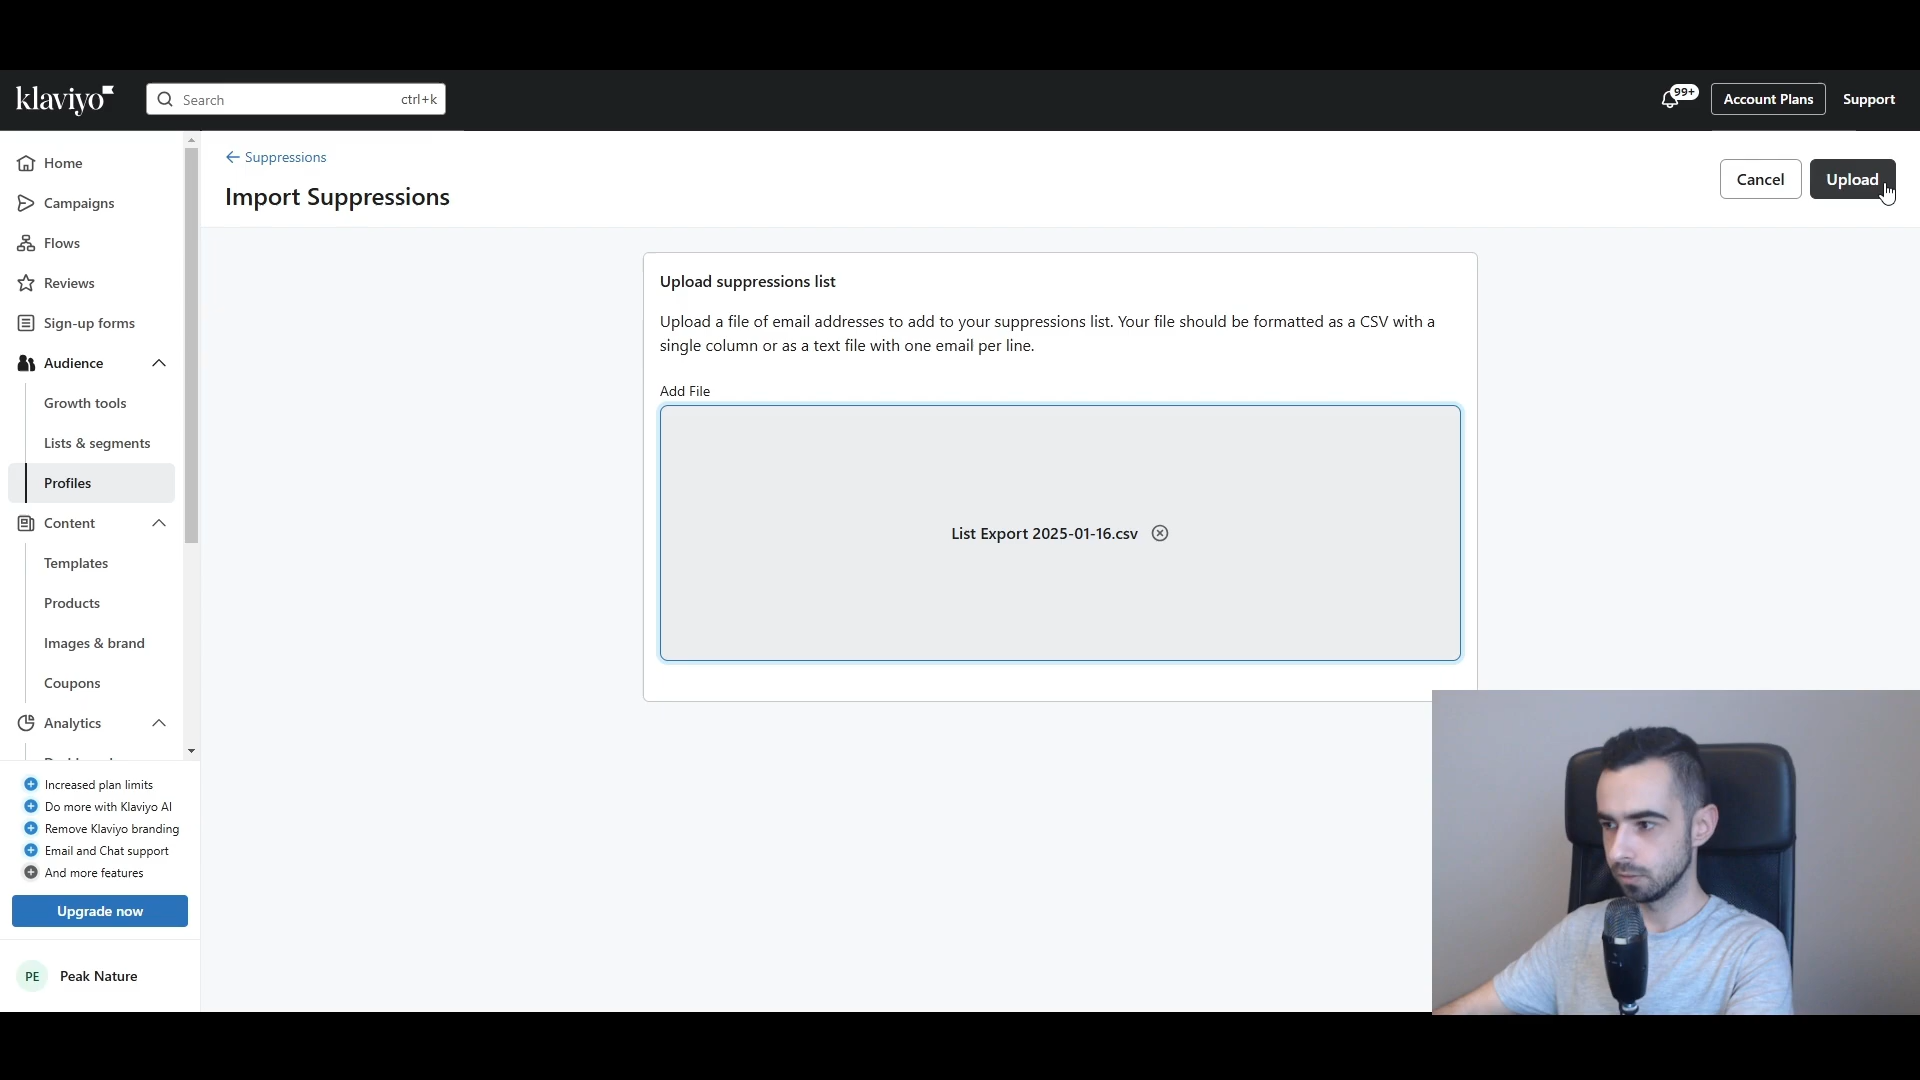 klaviyo
Search
ctrl+k
99+
Account Plans
Support
Home
Campaigns
Flows
Reviews
Sign-up forms
Audience
Growth tools
Lists & segments
Profiles
Content
Templates
Products
Images & brand
Coupons
Analytics
Increased plan limits
Do more with Klaviyo AI
Remove Klaviyo branding
Email and Chat support
And more features
Upgrade now
PE
Peak Nature
Suppressions
Import Suppressions
Cancel
Upload
Upload suppressions list
Upload a file of email addresses to add to your suppressions list. Your file should be formatted as a CSV with a
single column or as a text file with one email per line.
Add File
List Export 2025-01-16.csv